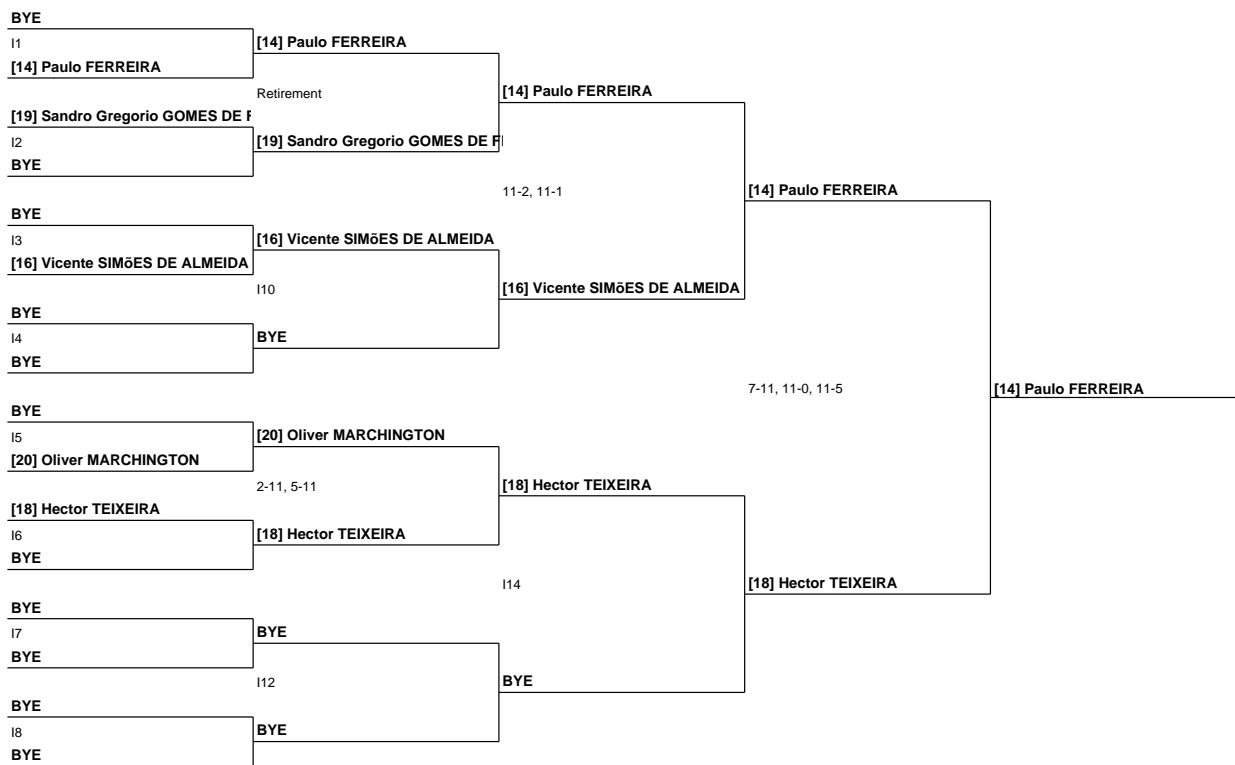 BYE
I1
[14] Paulo FERREIRA
[19] Sandro Gregorio GOMES DE F
I2
BYE
BYE
I3
[16] Vicente SIMõES DE ALMEIDA
BYE
I4
BYE
BYE
I5
[20] Oliver MARCHINGTON
[18] Hector TEIXEIRA
I6
BYE
BYE
I7
BYE
BYE
I8
BYE
[14] Paulo FERREIRA
Retirement
[19] Sandro Gregorio GOMES DE F
[16] Vicente SIMõES DE ALMEIDA
I10
BYE
[20] Oliver MARCHINGTON
2-11, 5-11
[18] Hector TEIXEIRA
BYE
I12
BYE
[14] Paulo FERREIRA
11-2, 11-1
[16] Vicente SIMõES DE ALMEIDA
[18] Hector TEIXEIRA
I14
BYE
[14] Paulo FERREIRA
7-11, 11-0, 11-5
[18] Hector TEIXEIRA
[14] Paulo FERREIRA